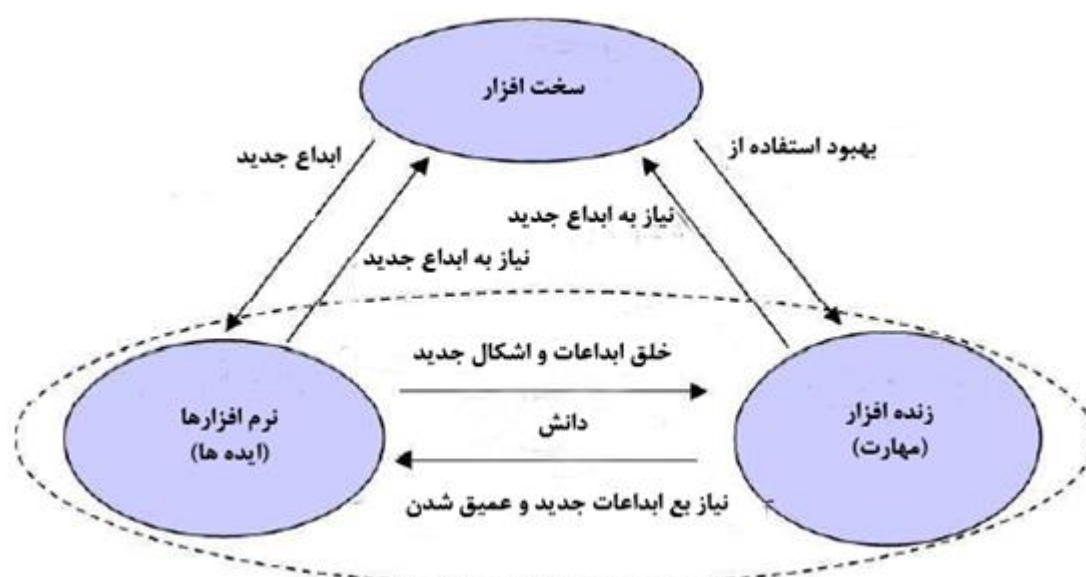 سخت افزار
ابداع جدید
بهبود استفاده از
نیاز به ابداع جدید
نیاز به ابداع جدید
خلق ابداعات و اشکال جدید
نرم افزارها
(ایده ها)
دانش
زنده افزار
(مهارت)
نیاز بع ابداعات جدید و عمیق شدن